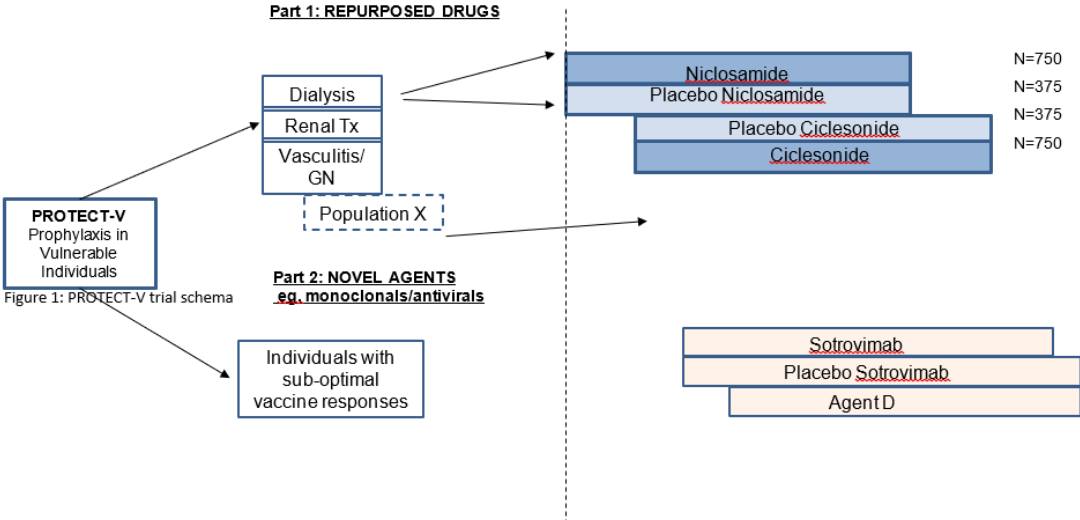 Part 1: REPURPOSED DRUGS
Niclosamide
N=750
Placebo Niclosamide
N=375
Placebo Ciclesonide
N=375
Ciclesonide
N=750
Dialysis
Renal Tx
Vasculitis/
GN
Population X
PROTECT-V
Prophylaxis in
Vulnerable
Individuals
Figure 1: PROTECT-V trial schema
Part 2: NOVEL AGENTS
eg, monoclonals/antivirals
Individuals with
sub-optimal
vaccine responses
Sotrovimab
Placebo Sotrovimab
Agent D